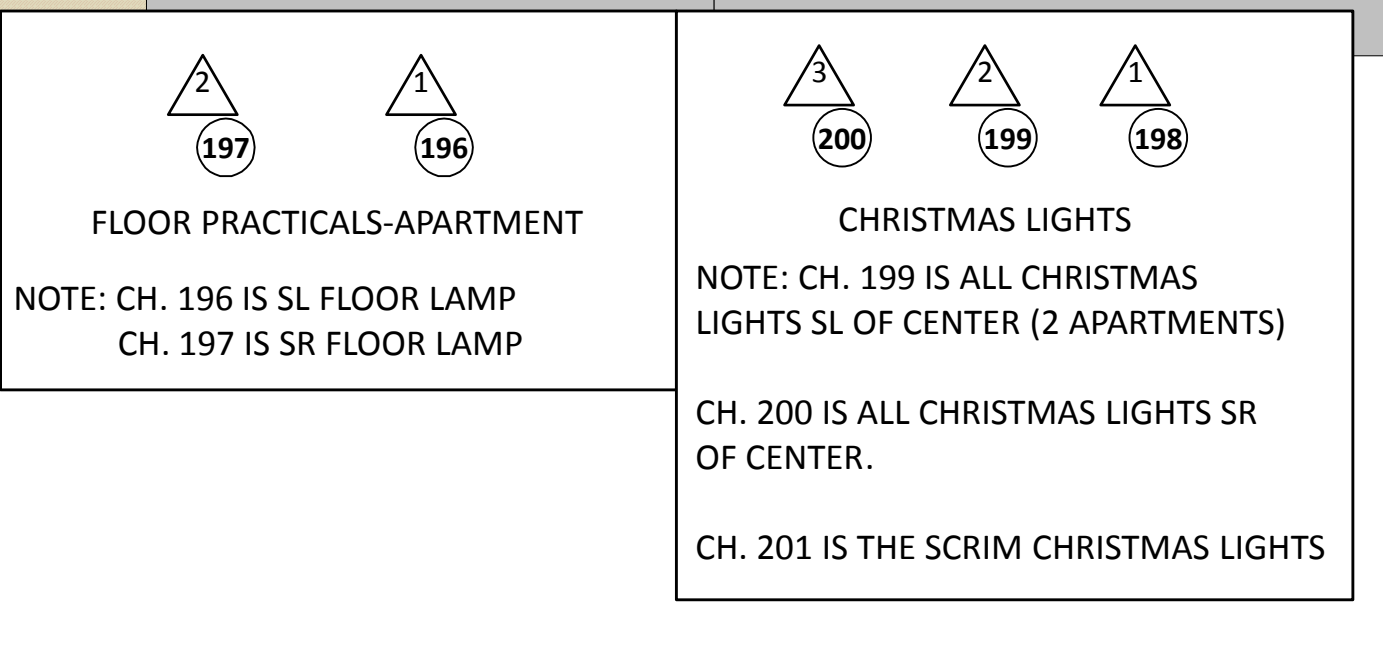 2 1
197 196
FLOOR PRACTICALS-APARTMENT
NOTE: CH. 196 IS SL FLOOR LAMP
CH. 197 IS SR FLOOR LAMP
3 2 1
200 199 198
CHRISTMAS LIGHTS
NOTE: CH. 199 IS ALL CHRISTMAS
LIGHTS SL OF CENTER (2 APARTMENTS)
CH. 200 IS ALL CHRISTMAS LIGHTS SR
OF CENTER.
CH. 201 IS THE SCRIM CHRISTMAS LIGHTS